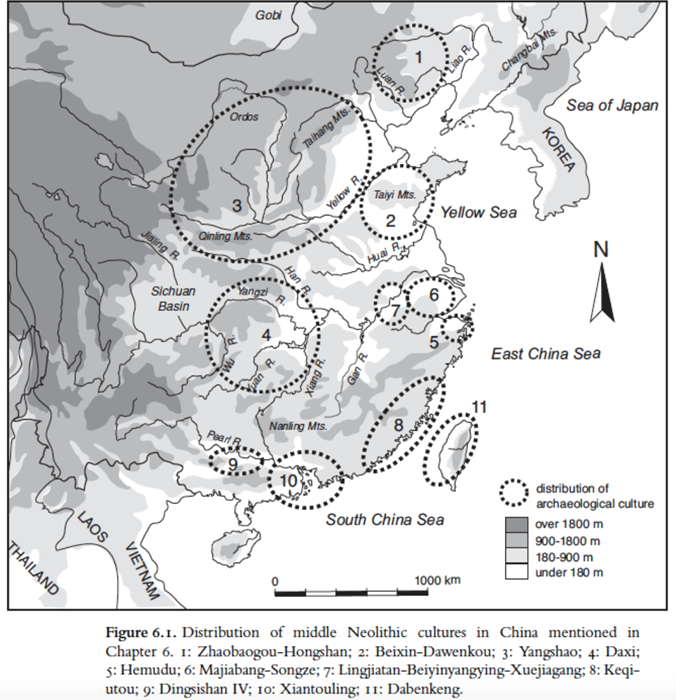 Gobi
1
Liao R.
Luan R.
Changbai Mts.
Sea of Japan
Ordos
Taihang Mts.
KOREA
3
Yellow R.
Taiyi Mts.
2
Yellow Sea
Qinling Mts.
Jialing R.
Huai R.
N
Han R.
Sichuan
Basin
Yangzi R.
7
6
4
5
East China Sea
Wu R.
Yuan R.
Xiang R.
Gan R.
11
8
Nanling Mts.
Pearl R.
9
10
distribution of
archaeological culture
South China Sea
LAOS
VIETNAM
THAILAND
over 1800 m
900-1800 m
180-900 m
under 180 m
0 1000 km
Figure 6.1. Distribution of middle Neolithic cultures in China mentioned in
Chapter 6. 1: Zhaobaogou-Hongshan; 2: Beixin-Dawenkou; 3: Yangshao; 4: Daxi;
5: Hemudu; 6: Majiabang-Songze; 7: Lingjiatan-Beiyinyangying-Xuejiagang; 8: Keqi-
utou; 9: Dingsishan IV; 10: Xiantouling; 11: Dabenkeng.